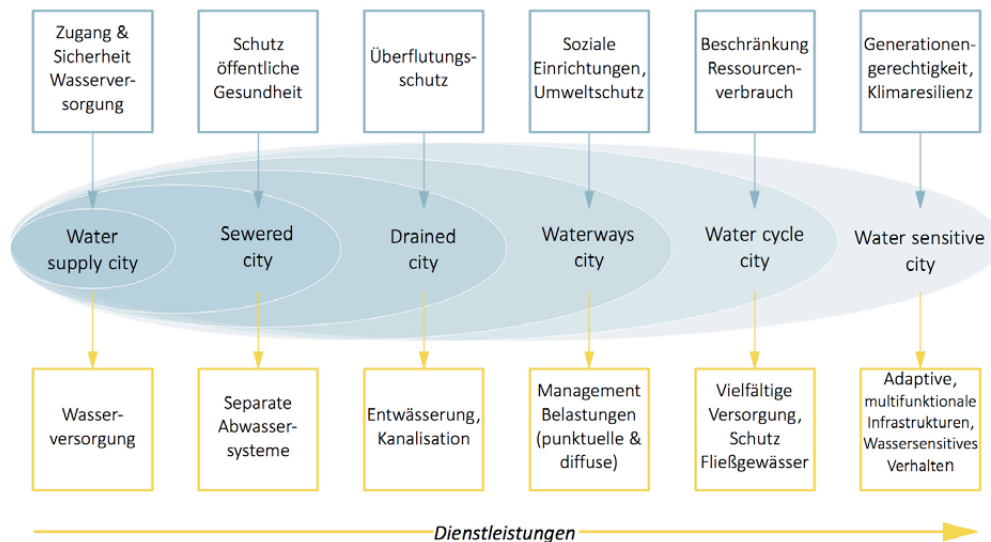 Zugang &
Sicherheit
Wasserver-
sorgung
Schutz
öffentliche
Gesundheit
Überflutungs-
schutz
Soziale
Einrichtungen,
Umweltschutz
Beschränkung
Ressourcen-
verbrauch
Generationen-
gerechtigkeit,
Klimaresilienz
Water
supply city
Sewered
city
Drained
city
Waterways
city
Water cycle
city
Water sensitive
city
Wasser-
versorgung
Separate
Abwasser-
systeme
Entwässerung,
Kanalisation
Management
Belastungen
(punktuelle &
diffuse)
Vielfältige
Versorgung,
Schutz
Fließgewässer
Adaptive,
multifunktionale
Infrastrukturen,
Wassersensitives
Verhalten
Dienstleistungen